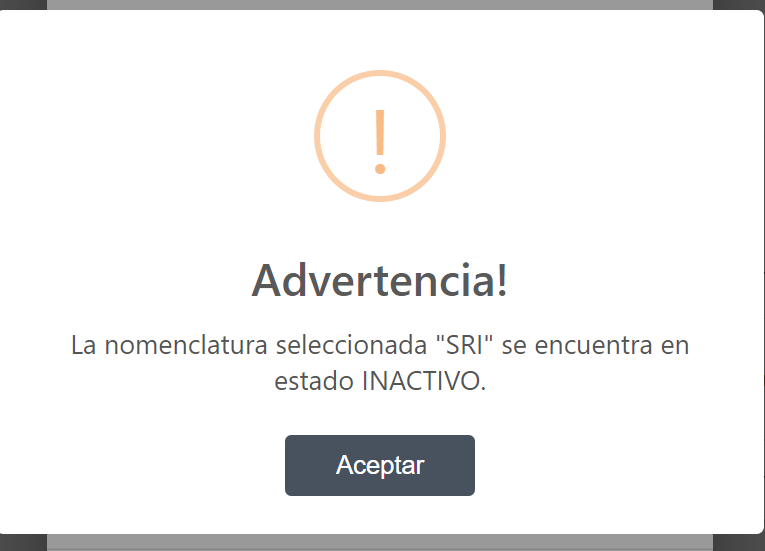 !
Advertencia!
La nomenclatura seleccionada "SRI" se encuentra en
estado INACTIVO.
Aceptar